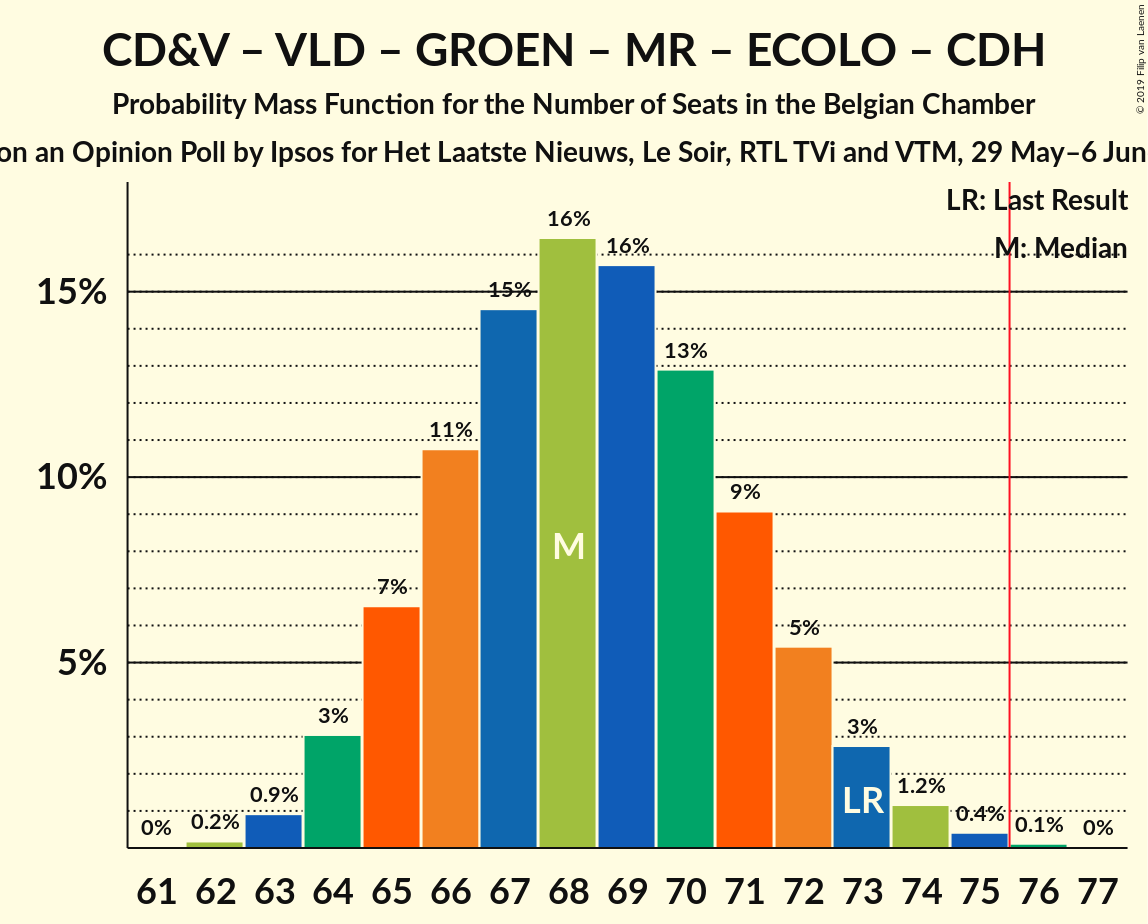 CD&V – VLD – GROEN – MR – ECOLO – CDH
Probability Mass Function for the Number of Seats in the Belgian Chamber
on an Opinion Poll by Ipsos for Het Laatste Nieuws, Le Soir, RTL TVi and VTM, 29 May–6 Jun
© 2019 Filip van Laenen
LR: Last Result
M: Median
15%
10%
5%
0%
0.2%
0.9%
3%
7%
11%
15%
16%
16%
13%
9%
5%
3%
1.2%
0.4%
0.1%
0%
M
LR
61 62 63 64 65 66 67 68 69 70 71 72 73 74 75 76 77